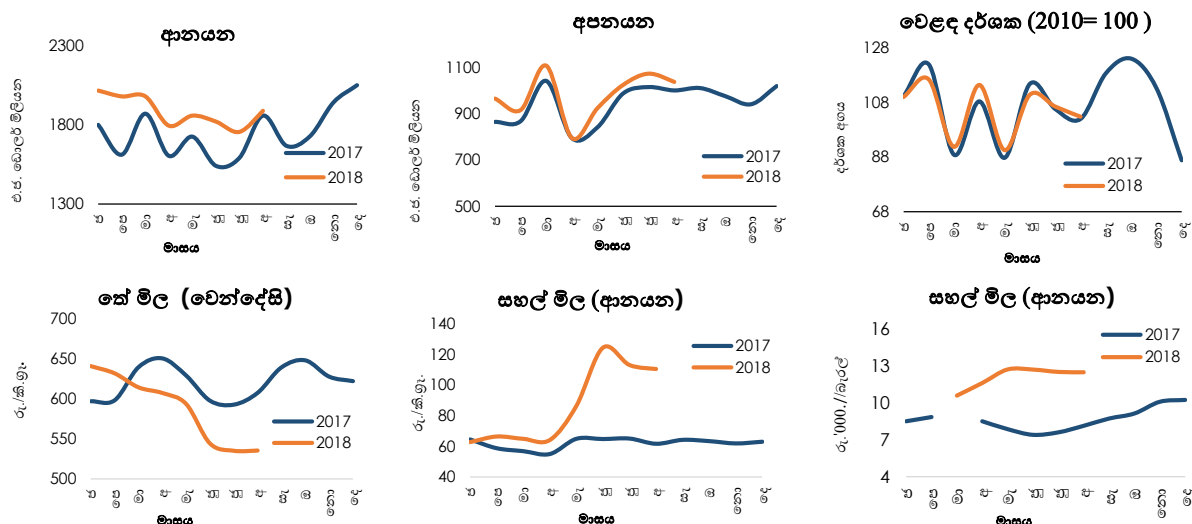 ආනයන
2300
1800
1300
එ.ජ. ඩොලර් මිලියන
2017
2018
ජ පෙ මා අ මැ ජූ ජූ අ සැ ඔ නො දෙ
මාසය
අපනයන
1100
900
700
500
එ.ජ. ඩොලර් මිලියන
2017
2018
ජ පෙ මා අ මැ ජූ ජූ අ සැ ඔ නො දෙ
මාසය
වෙළඳ දර්ශක (2010= 100 )
128
108
88
68
දර්ශක අගය
2017
2018
ජ පෙ මා අ මැ ජූ ජූ අ සැ ඔ නො දෙ
මාසය
තේ මිල (වෙන්දේසි)
700
650
600
550
500
රු./කි.ග්‍රෑ.
2017
2018
ජ පෙ මා අ මැ ජූ ජූ අ සැ ඔ නො දෙ
මාසය
සහල් මිල (ආනයන)
140
120
100
80
60
40
රු./කි.ග්‍රෑ.
2017
2018
ජ පෙ මා අ මැ ජූ ජූ අ සැ ඔ නො දෙ
මාසය
සහල් මිල (ආනයන)
16
13
10
7
4
රු.'000.//බැරල්
2017
2018
ජ පෙ මා අ මැ ජූ ජූ අ සැ ඔ නො දෙ
මාසය